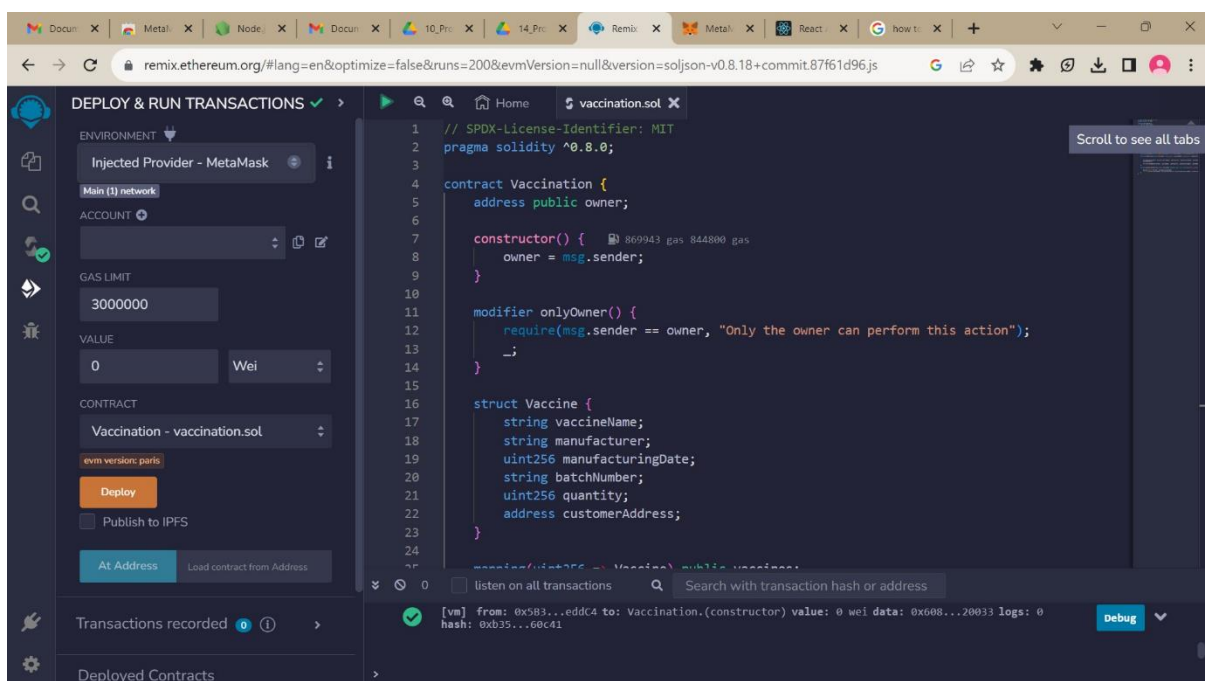 Docum
Metam
Node.
Docum
10_Pro
14_Pro
Remix
Metam
React
how to
remix.ethereum.org/#lang=en&optimize=false&runs=200&evmVersion=null&version=soljson-v0.8.18+commit.87f61d96.js
DEPLOY & RUN TRANSACTIONS
ENVIRONMENT
Injected Provider - MetaMask
Main (1) network
ACCOUNT
GAS LIMIT
3000000
VALUE
0 Wei
CONTRACT
Vaccination - vaccination.sol
evm version: paris
Deploy
Publish to IPFS
At Address Load contract from Address
Transactions recorded 0
Deployed Contracts
Home vaccination.sol
Scroll to see all tabs
1 // SPDX-License-Identifier: MIT
2 pragma solidity ^0.8.0;
3
4 contract Vaccination {
5 address public owner;
6
7 constructor() { 869943 gas 844800 gas
8 owner = msg.sender;
9 }
10
11 modifier onlyOwner() {
12 require(msg.sender == owner, "Only the owner can perform this action");
13 _;
14 }
15
16 struct Vaccine {
17 string vaccineName;
18 string manufacturer;
19 uint256 manufacturingDate;
20 string batchNumber;
21 uint256 quantity;
22 address customerAddress;
23 }
24
25 mapping(uint256 => Vaccine) public vaccines;
0 listen on all transactions Search with transaction hash or address
[vm] from: 0x5B3...eddC4 to: Vaccination.(constructor) value: 0 wei data: 0x608...20033 logs: 0
hash: 0xb35...60c41
Debug
>